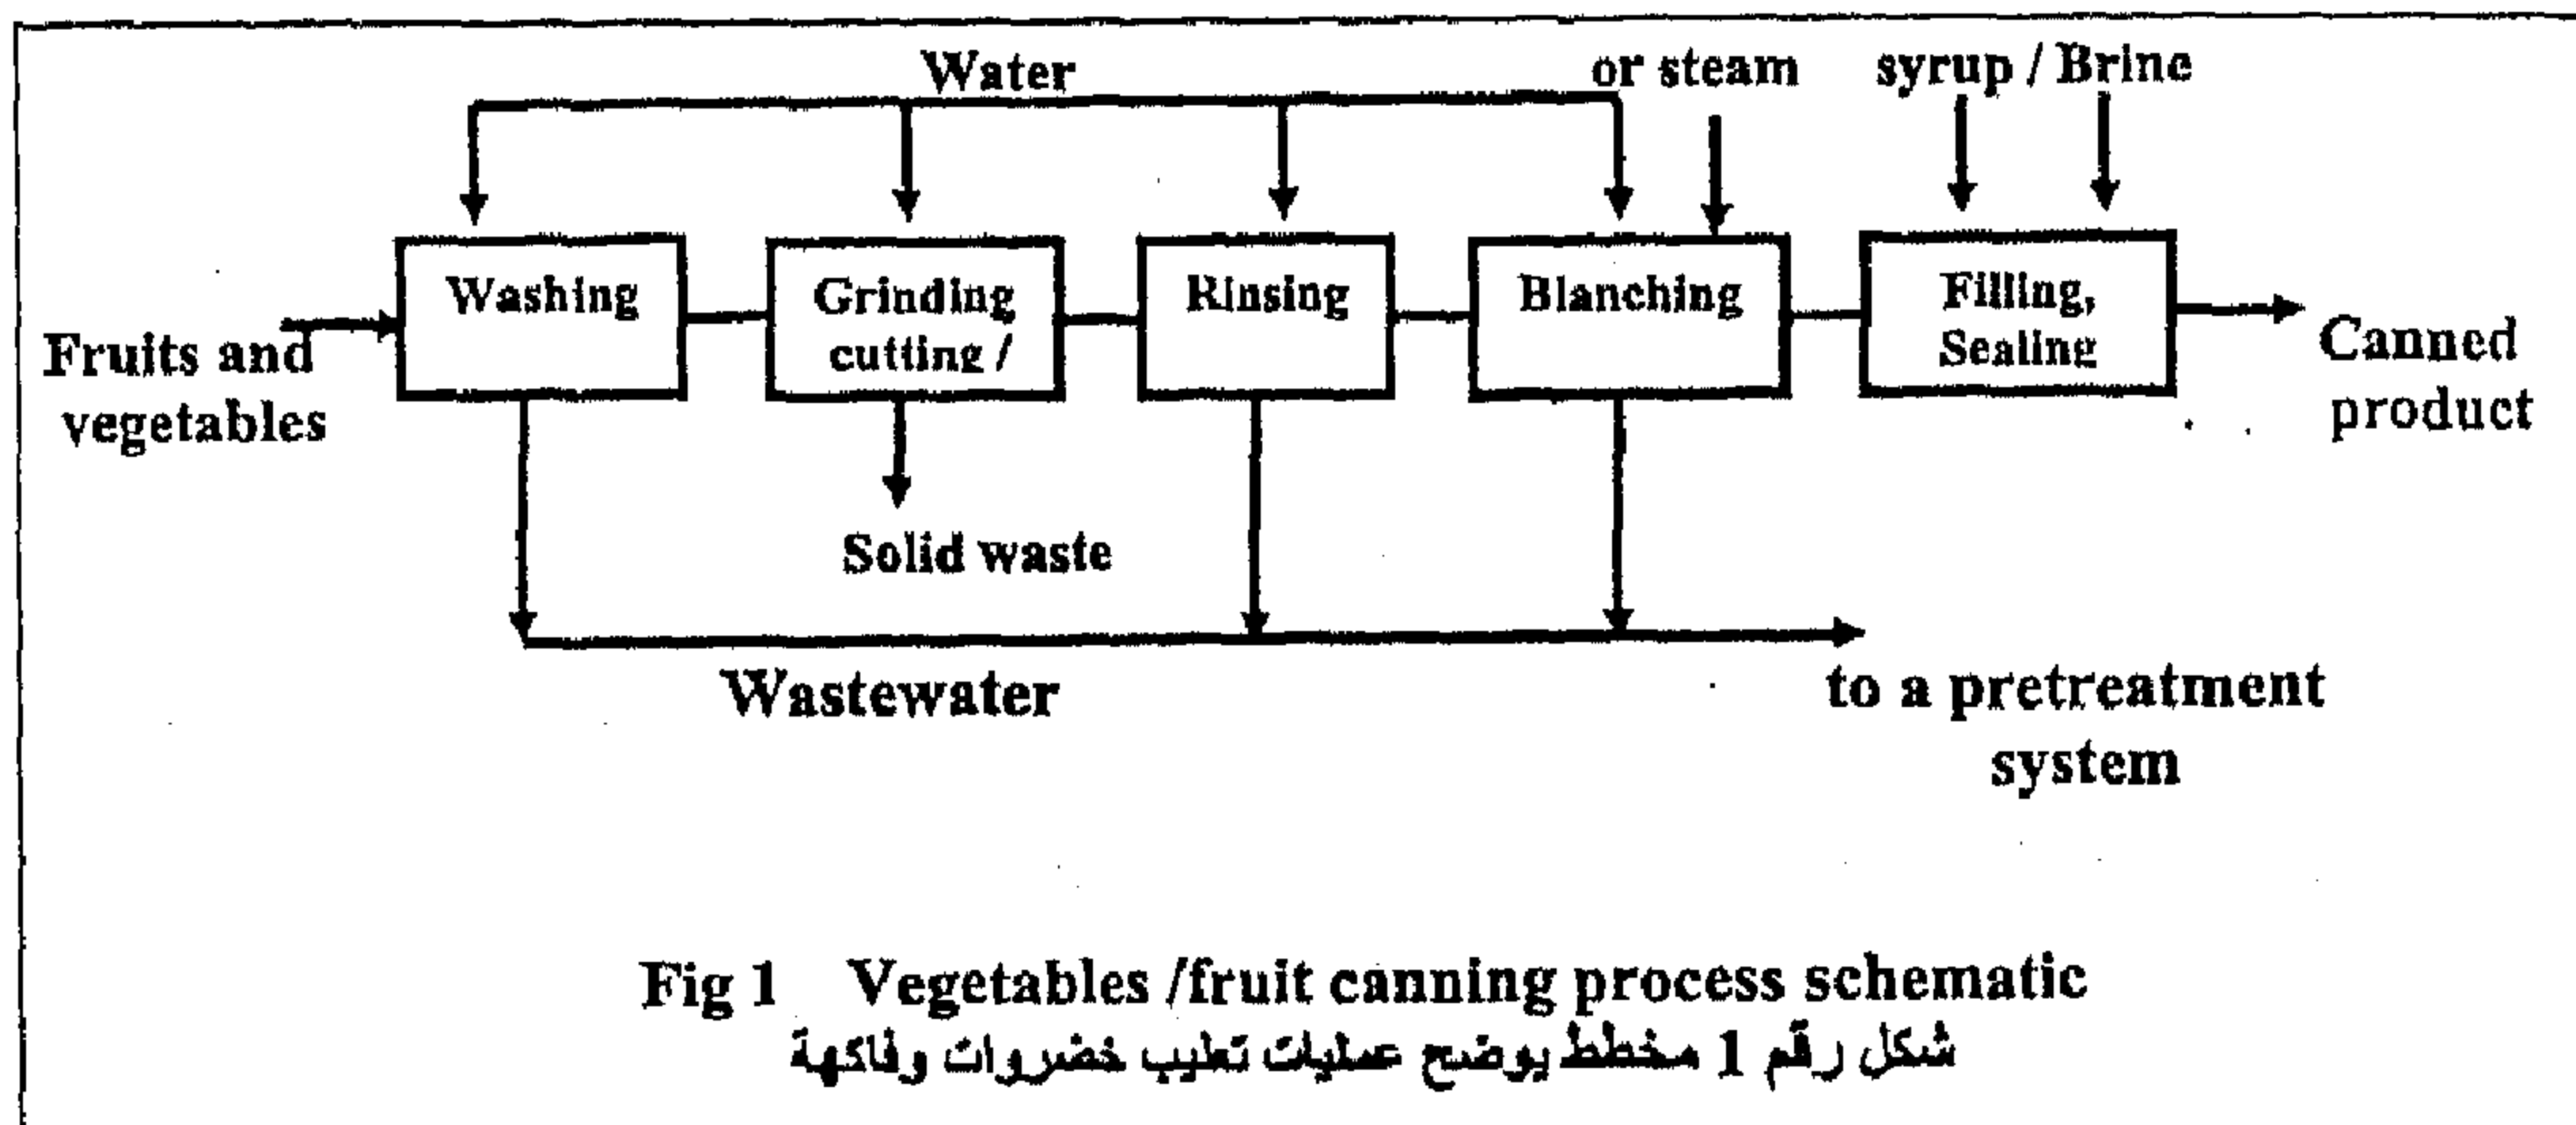 Water
or steam
syrup / Brine
Fruits and
vegetables
Washing
Grinding
cutting /
Rinsing
Blanching
Filling,
Sealing
Canned
product
Solid waste
Wastewater
to a pretreatment
system
Fig 1 Vegetables /fruit canning process schematic
شكل رقم 1 مخطط يوضح عمليات تعليب خضروات وفاكهة